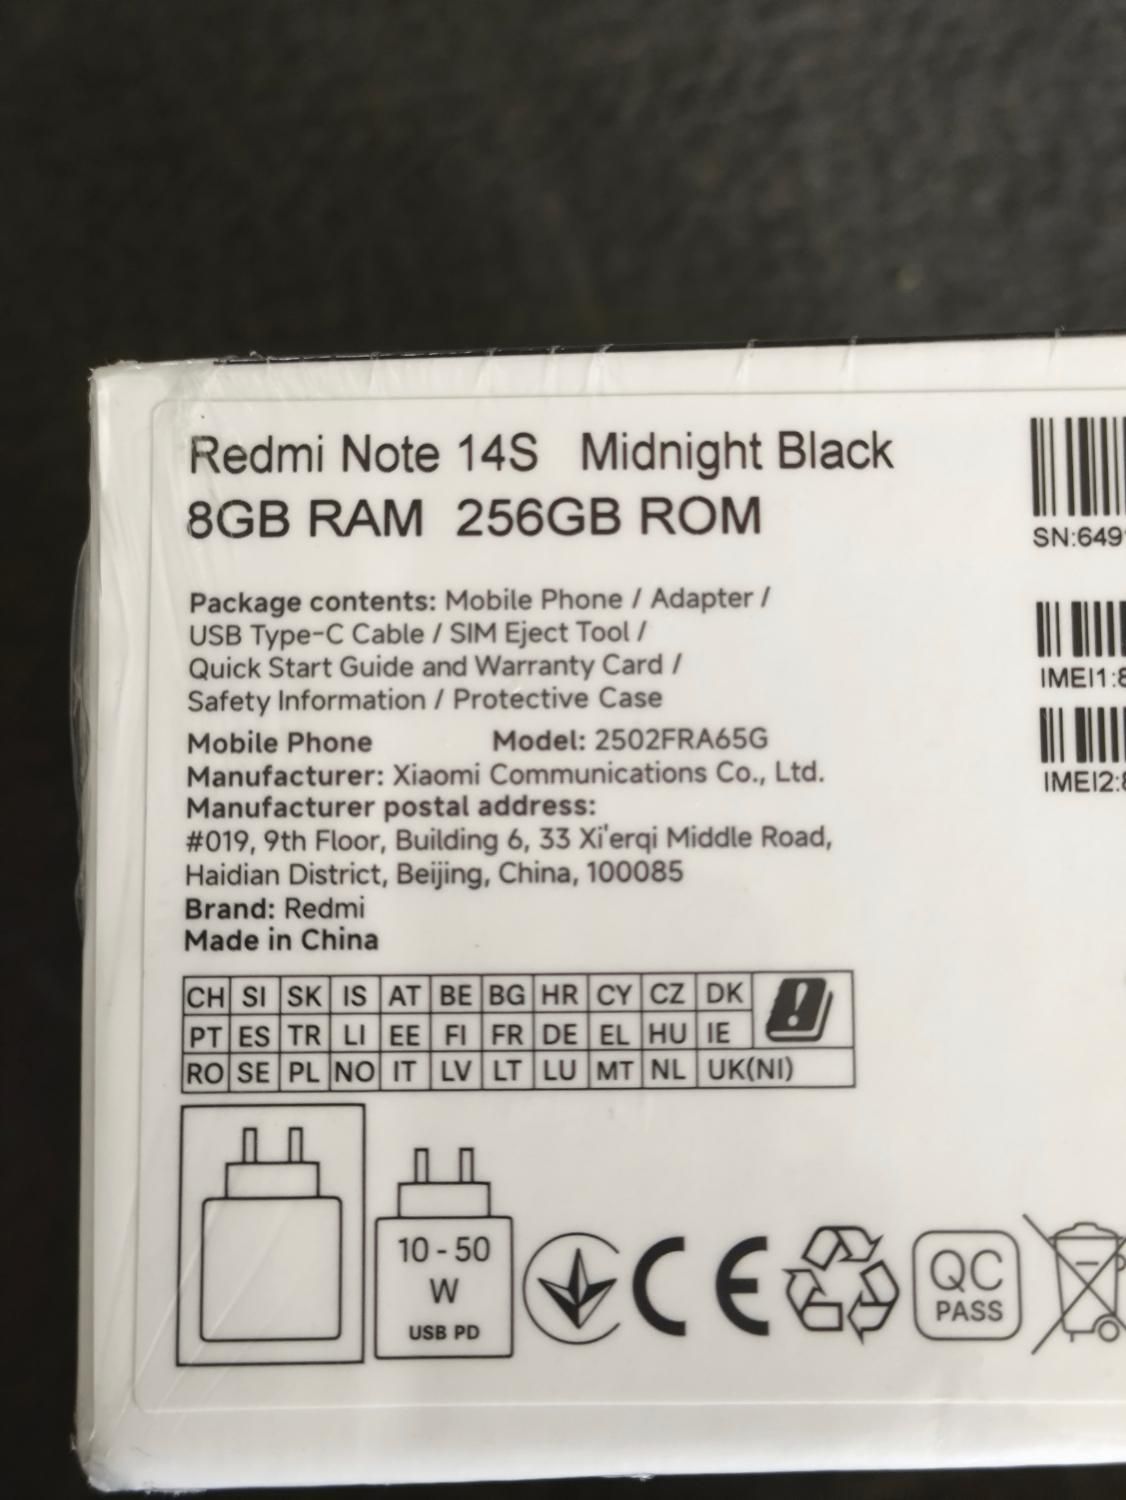 Redmi Note 14S Midnight Black
8GB RAM 256GB ROM
Package contents: Mobile Phone / Adapter /
USB Type-C Cable / SIM Eject Tool /
Quick Start Guide and Warranty Card /
Safety Information / Protective Case
Mobile Phone Model: 2502FRA65G
Manufacturer: Xiaomi Communications Co., Ltd.
Manufacturer postal address:
#019, 9th Floor, Building 6, 33 Xi'erqi Middle Road,
Haidian District, Beijing, China, 100085
Brand: Redmi
Made in China
CH SI SK IS AT BE BG HR CY CZ DK
PT ES TR LI EE FI FR DE EL HU IE
RO SE PL NO IT LV LT LU MT NL UK(NI)
10 - 50
W
USB PD
CE
QC
PASS
SN:649
IMEI1:8
IMEI2: